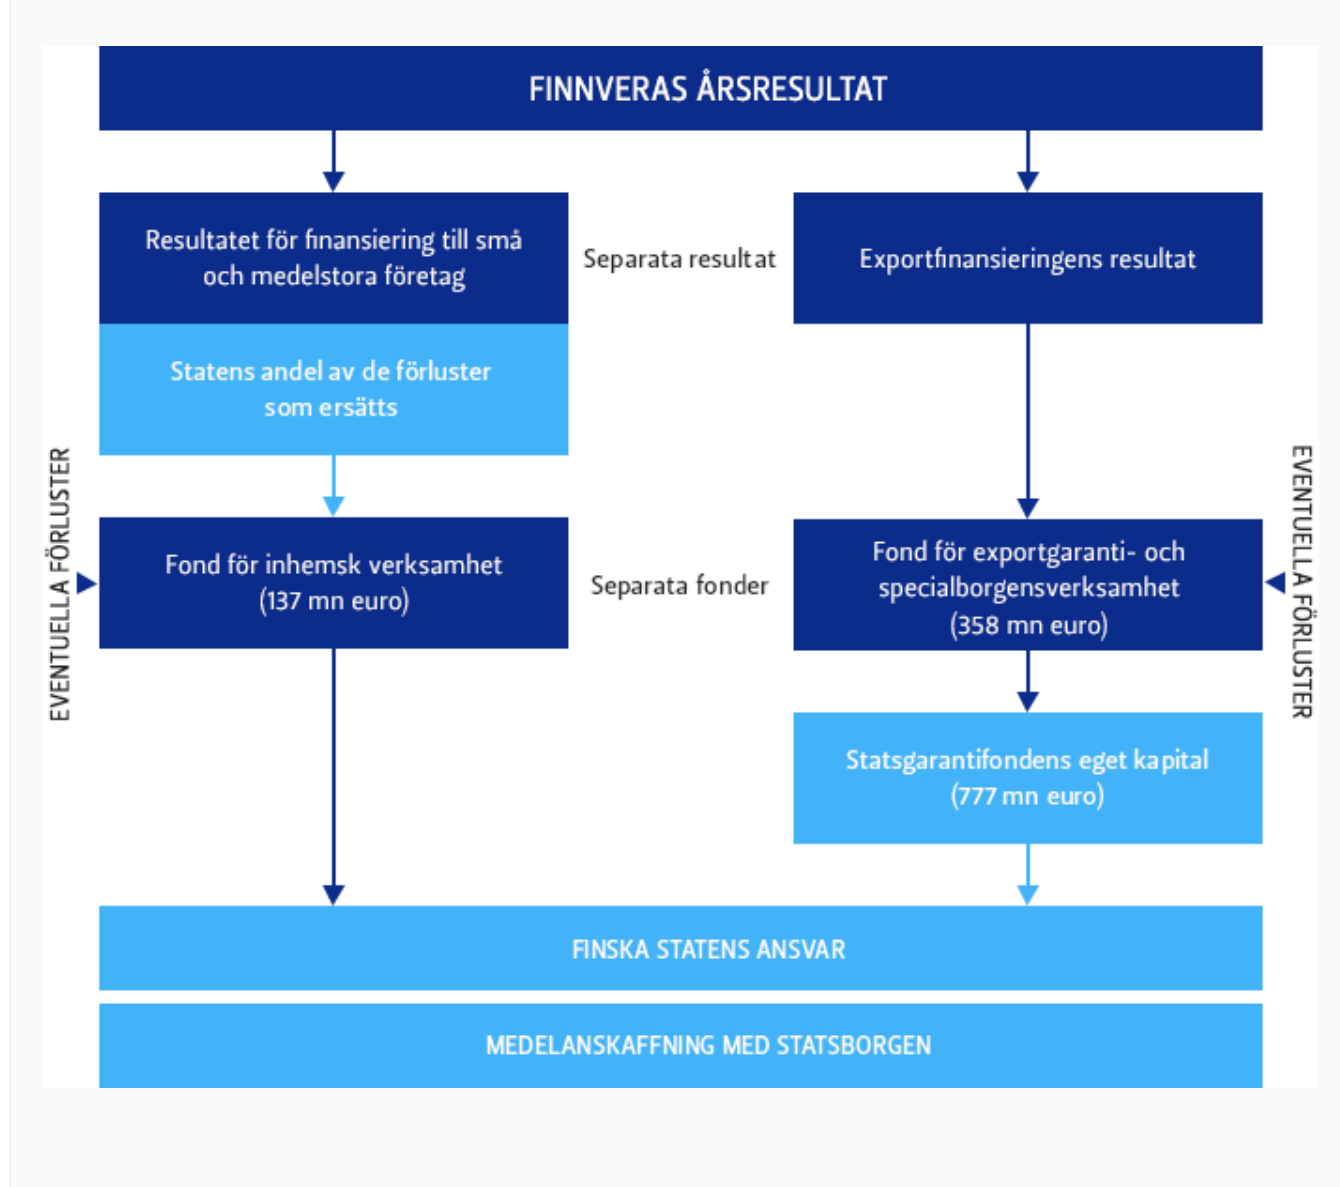 FINNVERAS ÅRSRESULTAT
Resultatet för finansiering till små
och medelstora företag
Separata resultat
Exportfinansieringens resultat
Statens andel av de förluster
som ersätts
EVENTUELLA FÖRLUSTER
Fond för inhemsk verksamhet
(137 mn euro)
Separata fonder
Fond för exportgaranti- och
specialborgensverksamhet
(358 mn euro)
EVENTUELLA FÖRLUSTER
Statsgarantifondens eget kapital
(777 mn euro)
FINSKA STATENS ANSVAR
MEDELANSKAFFNING MED STATSBORGEN